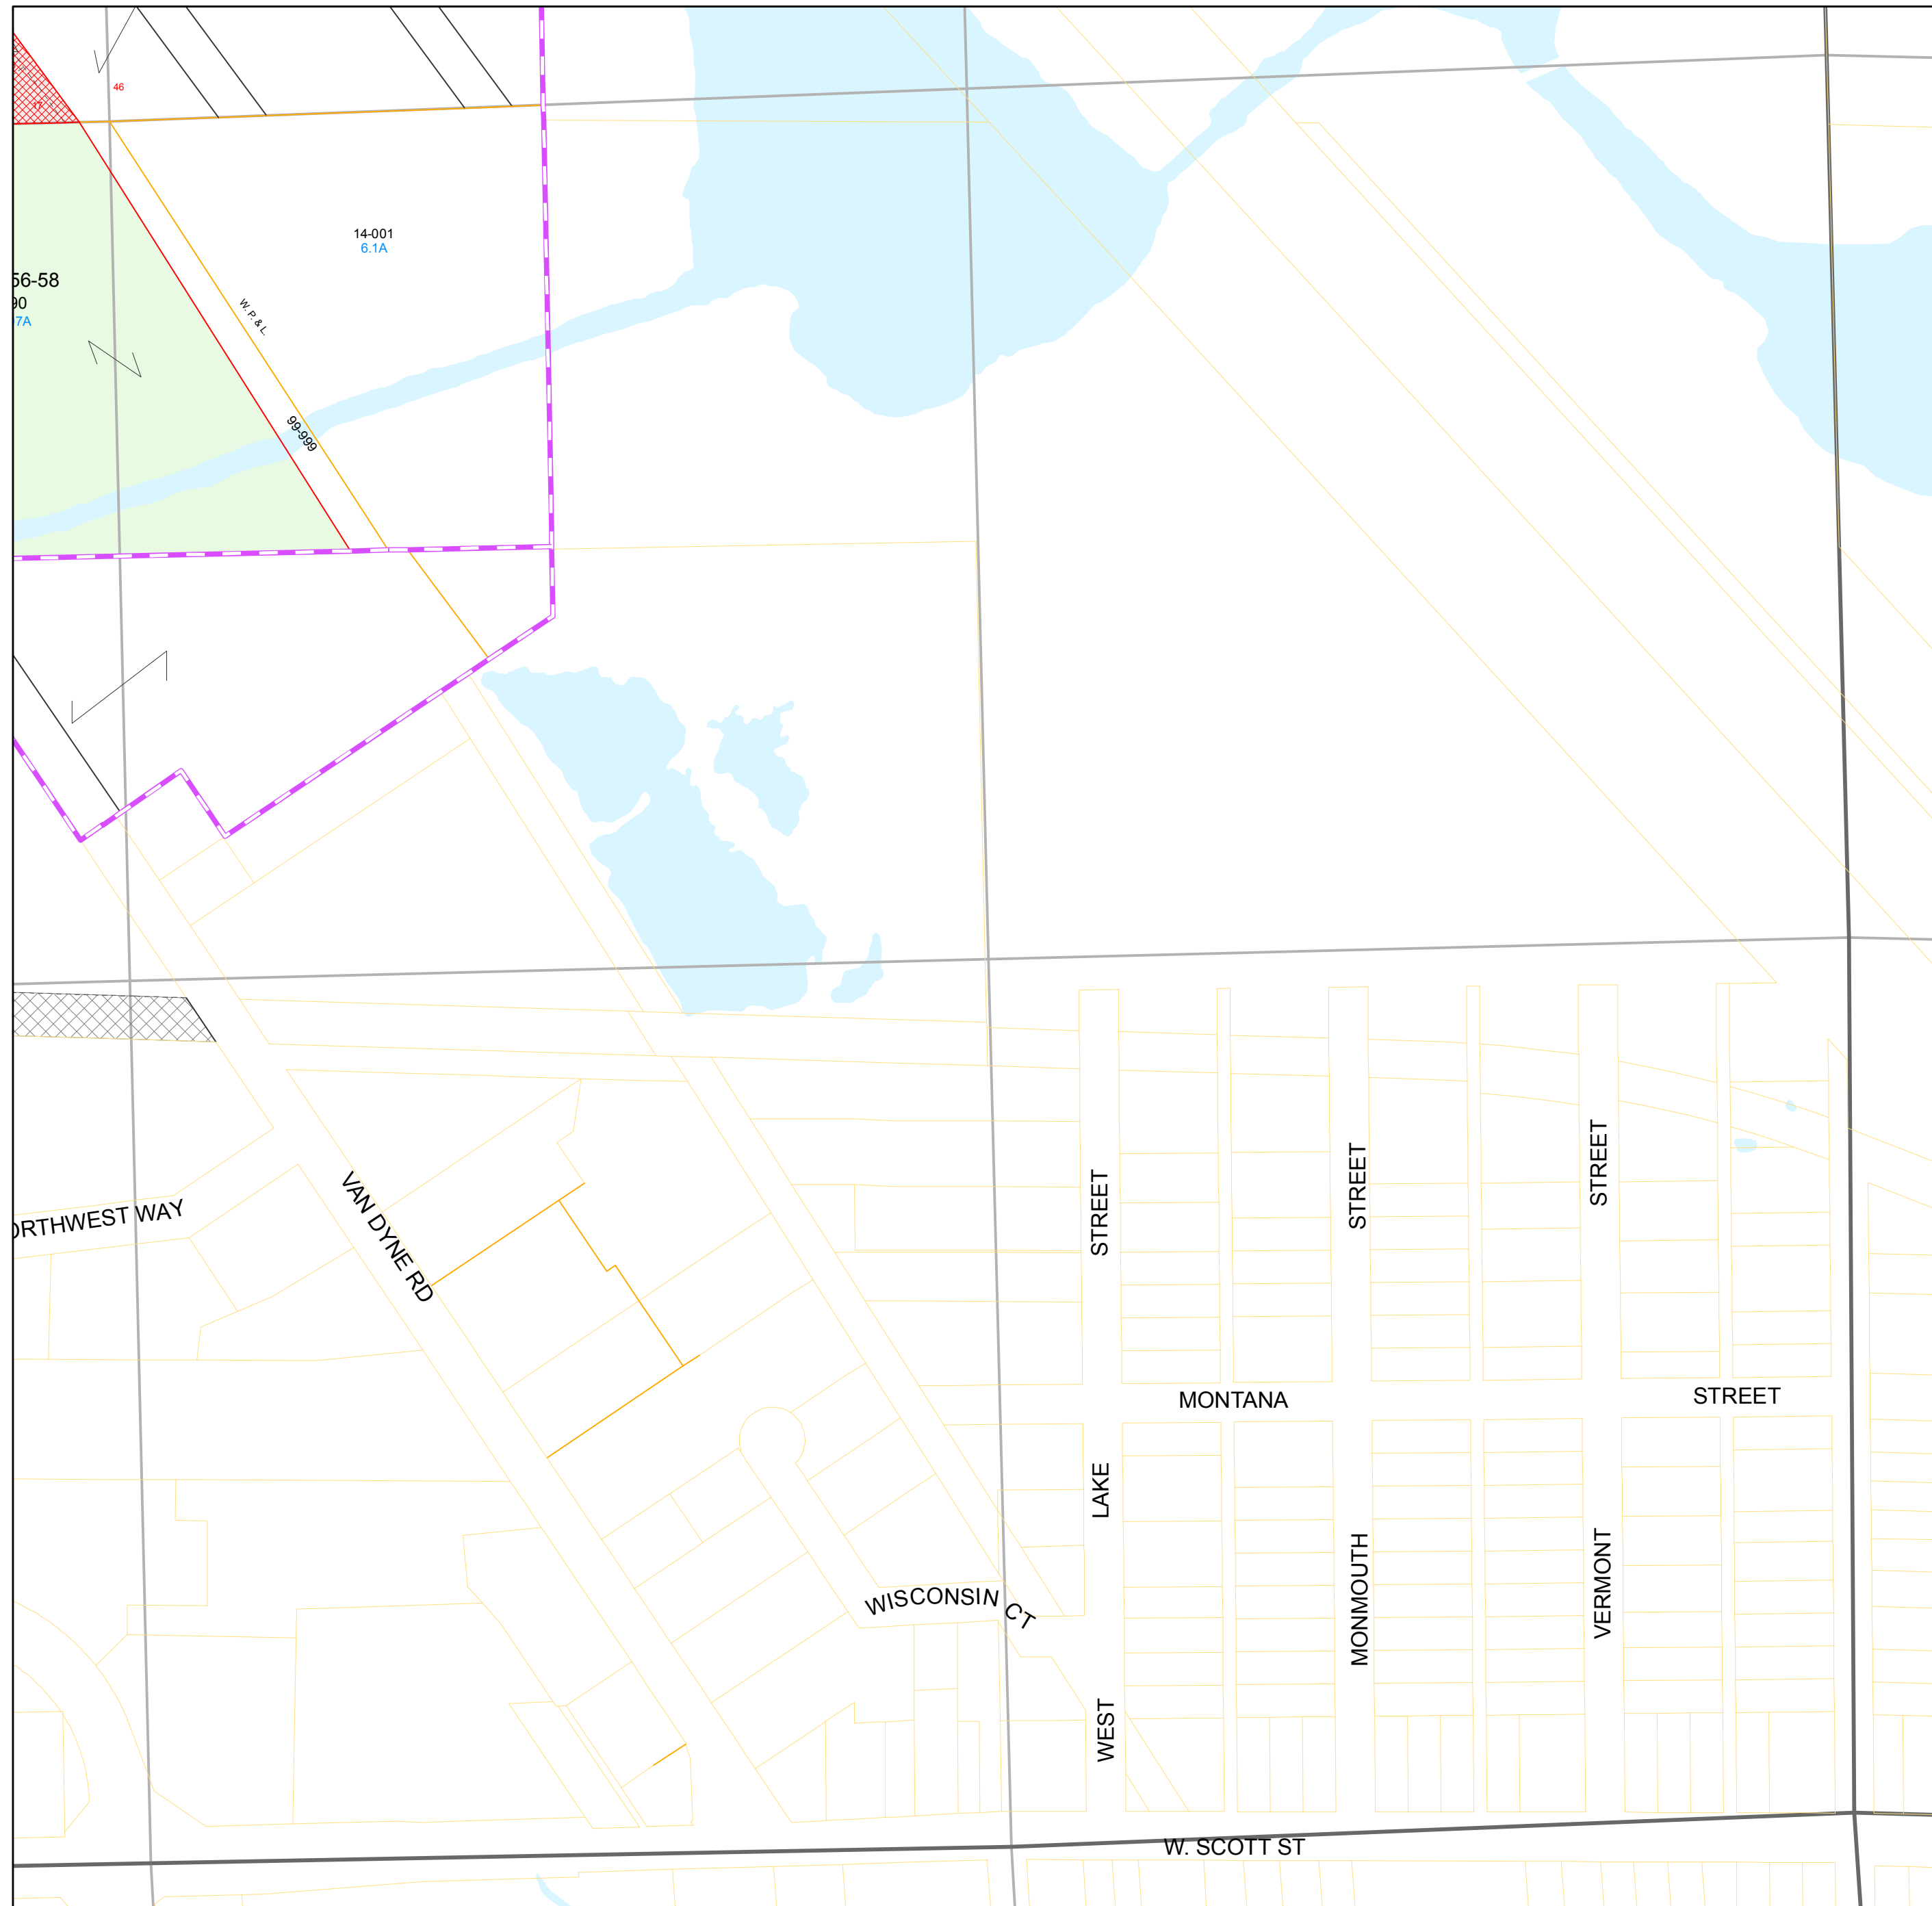 46
17
14-001
6.1A
56-58
90
7A
W. P. & L.
99-999
ORTHWEST WAY
VAN DYNE RD
STREET
STREET
STREET
MONTANA
STREET
LAKE
MONMOUTH
VERMONT
WISCONSIN CT
WEST
W. SCOTT ST